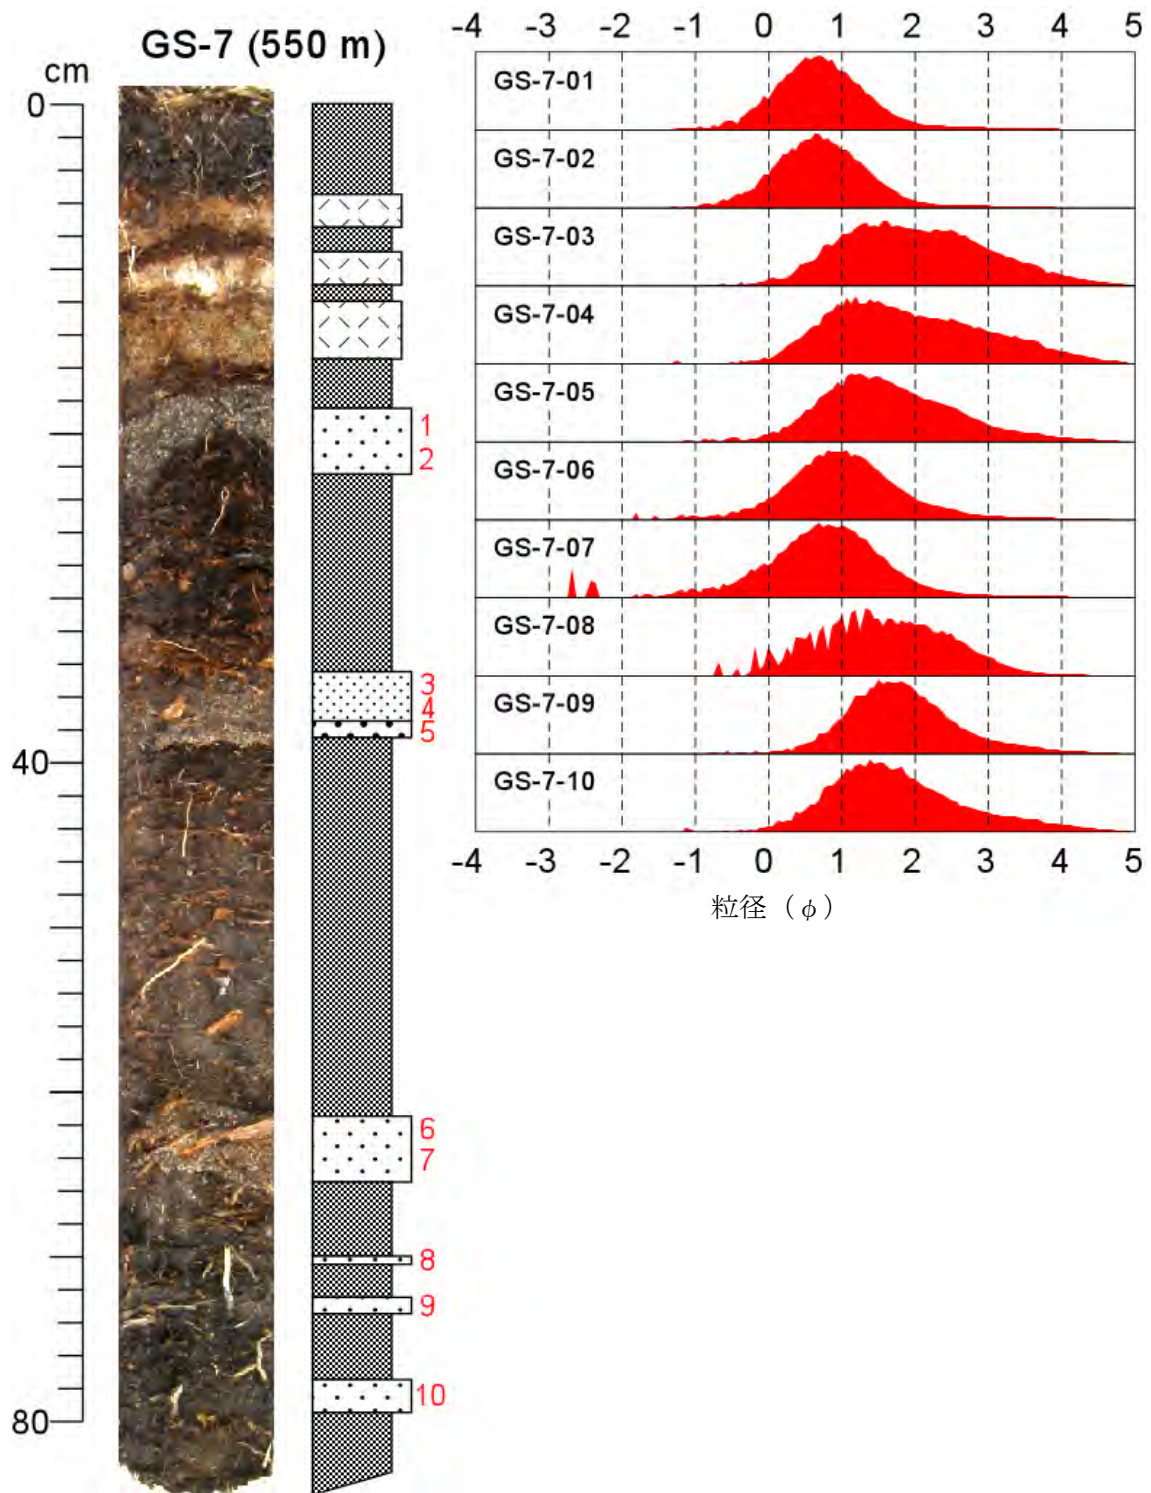 GS-7 (550 m)
cm
0
40
80
1
2
3
4
5
6
7
8
9
10
-4 -3 -2 -1 0 1 2 3 4 5
GS-7-01
GS-7-02
GS-7-03
GS-7-04
GS-7-05
GS-7-06
GS-7-07
GS-7-08
GS-7-09
GS-7-10
-4 -3 -2 -1 0 1 2 3 4 5
粒径（φ）